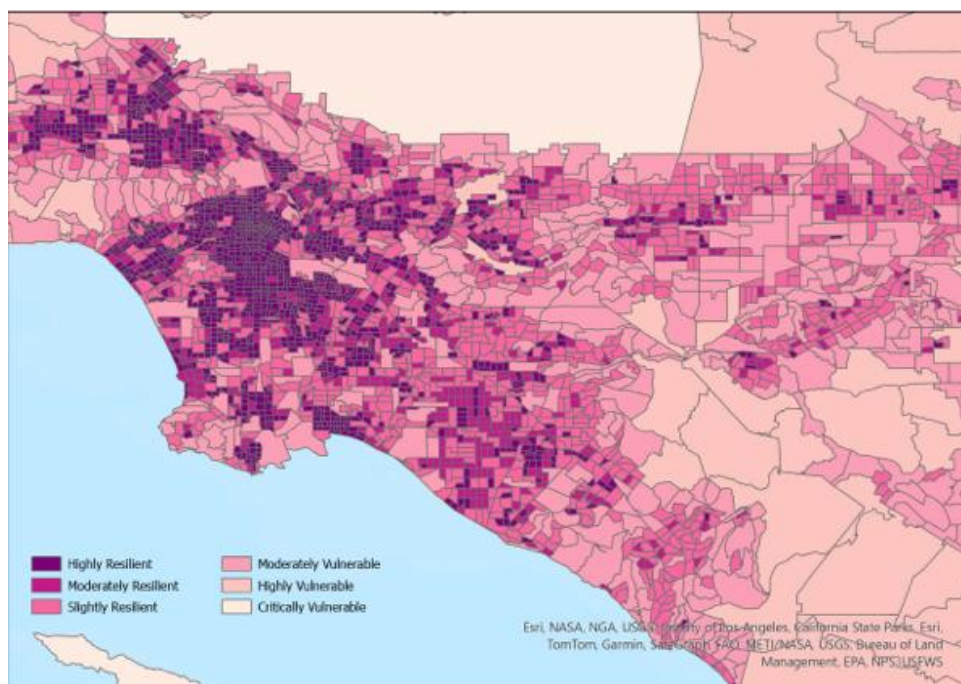 Highly Resilient
Moderately Resilient
Slightly Resilient
Moderately Vulnerable
Highly Vulnerable
Critically Vulnerable
Esri, NASA, NGA, USGS, County of Los Angeles, California State Parks, Esri,
TomTom, Garmin, SafeGraph, FAO, METI/NASA, USGS, Bureau of Land
Management, EPA, NPS, USFWS